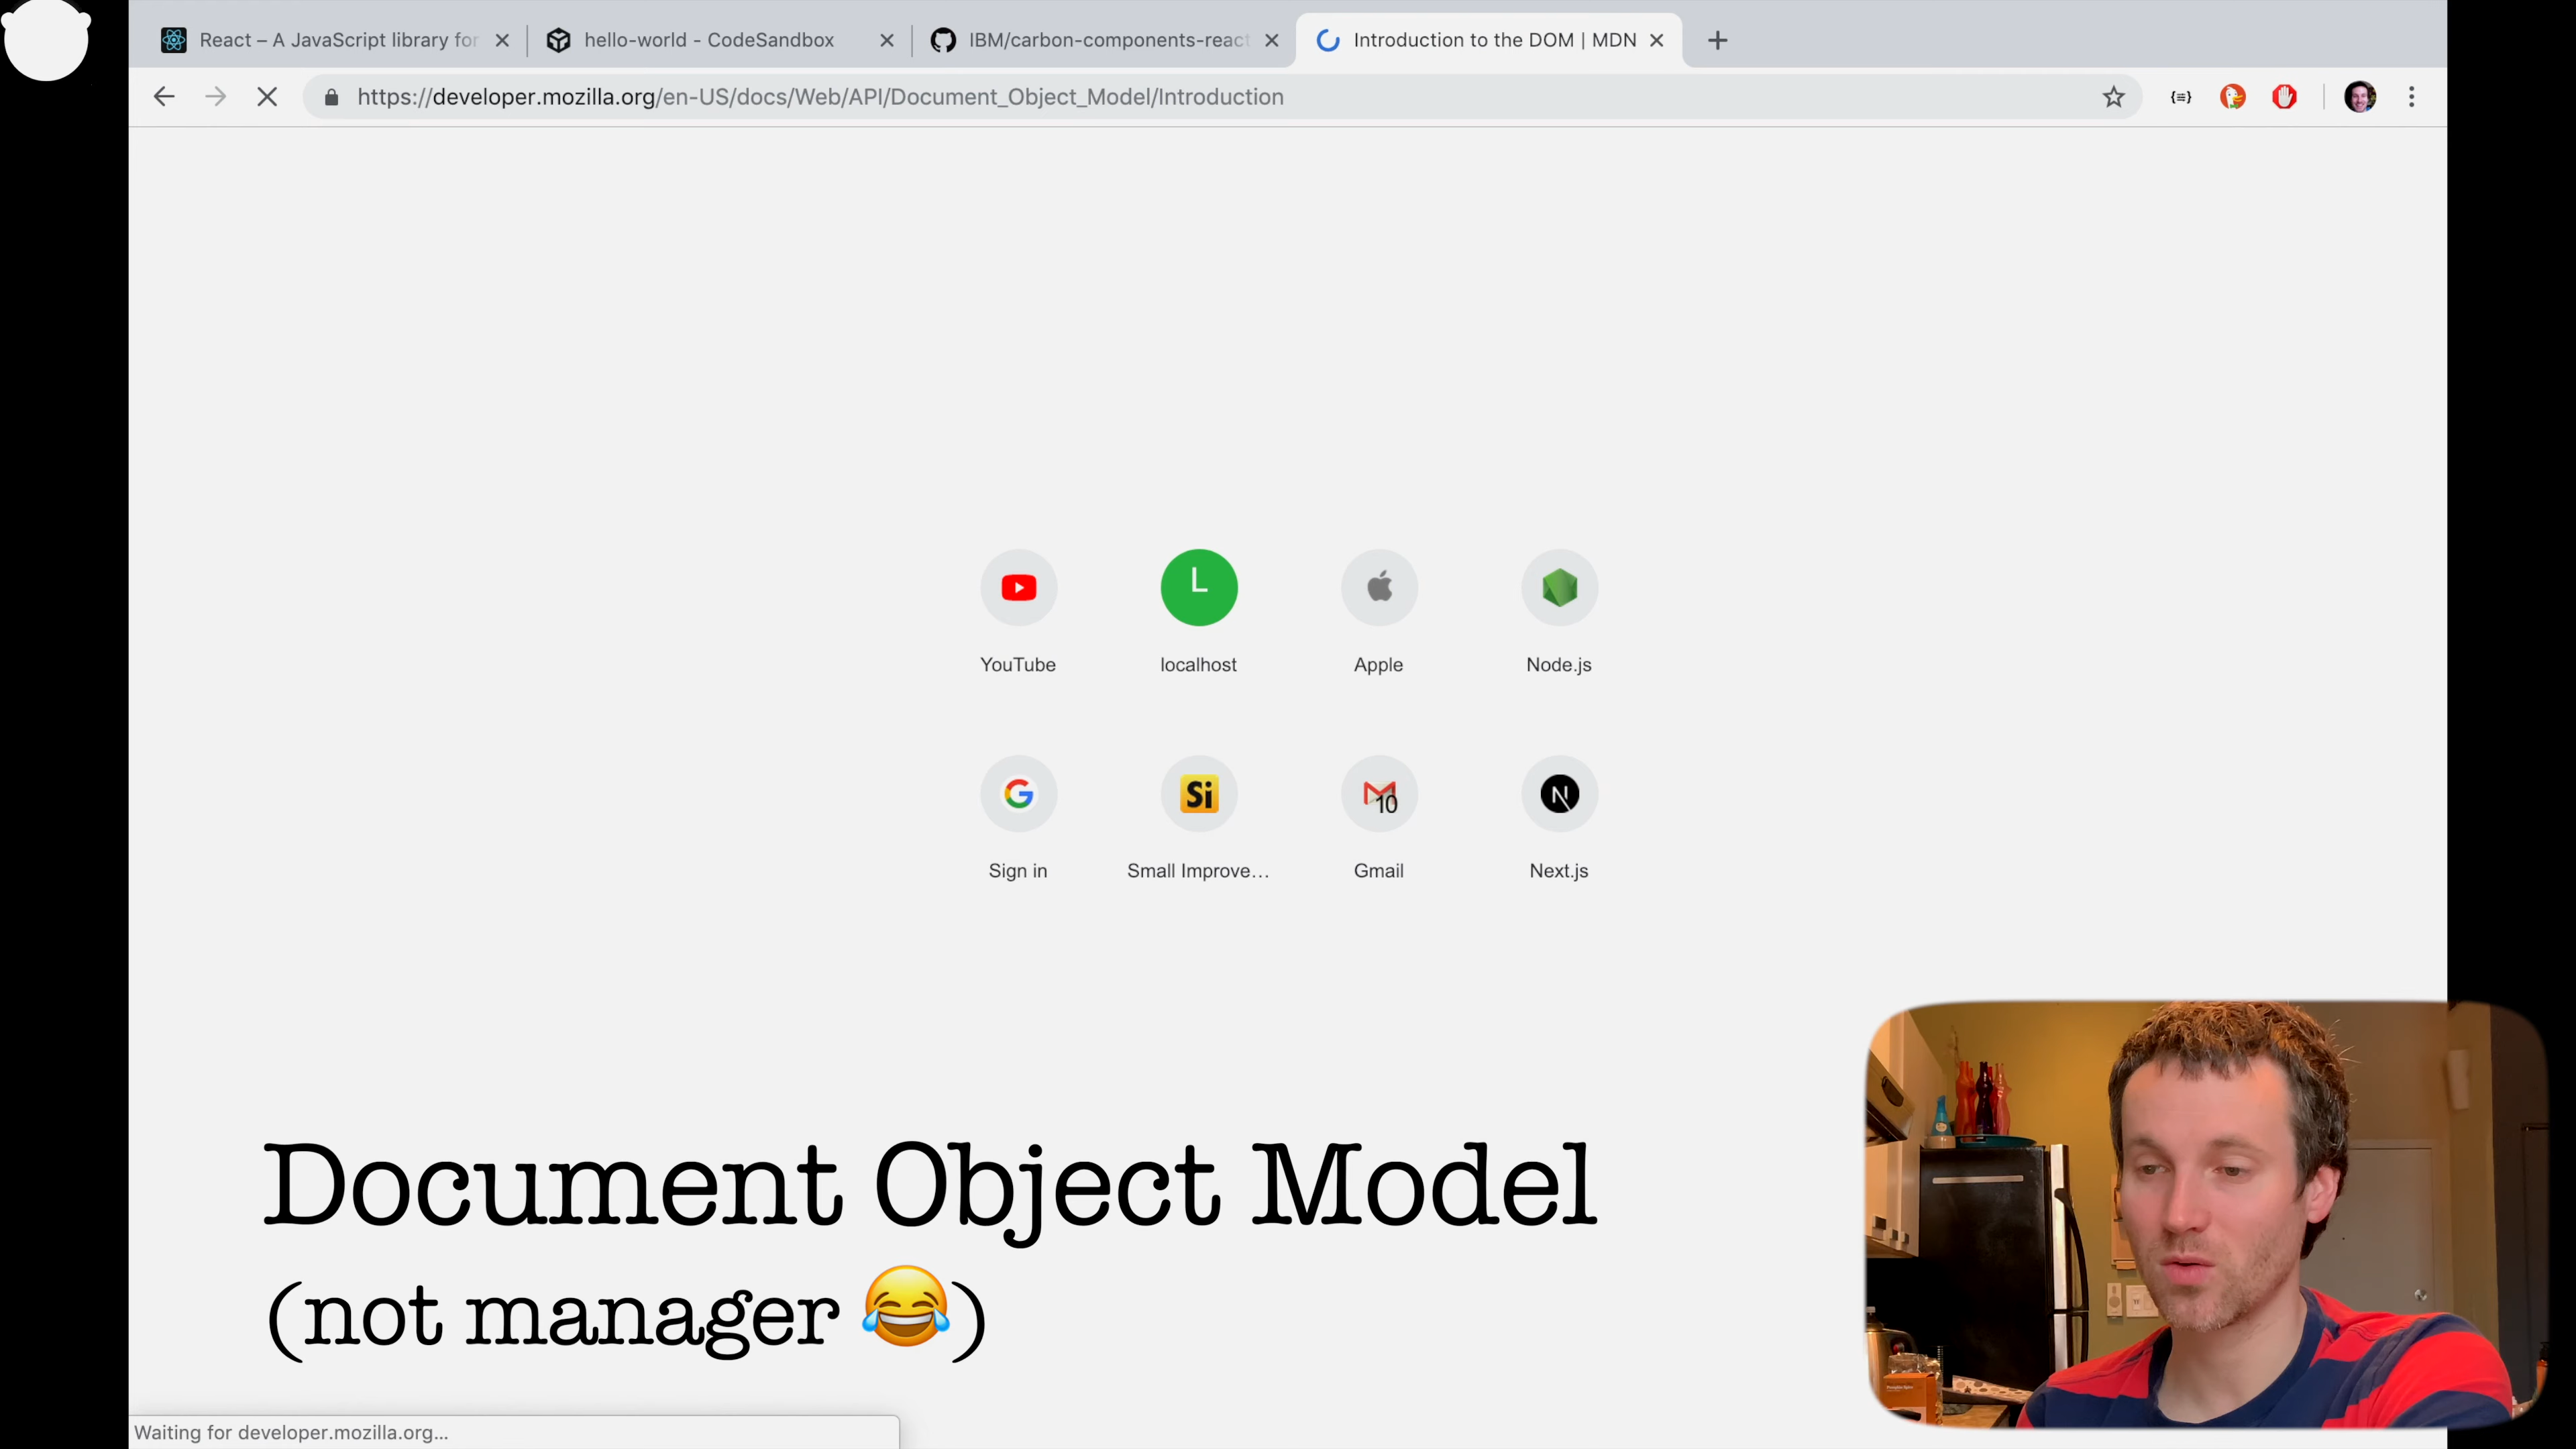 React – A JavaScript library for
hello-world - CodeSandbox
IBM/carbon-components-react
Introduction to the DOM | MDN
https://developer.mozilla.org/en-US/docs/Web/API/Document_Object_Model/Introduction
L
YouTube
localhost
Apple
Node.js
Si
10
N
Sign in
Small Improve...
Gmail
Next.js
Document Object Model
(not manager 😂)
Waiting for developer.mozilla.org...